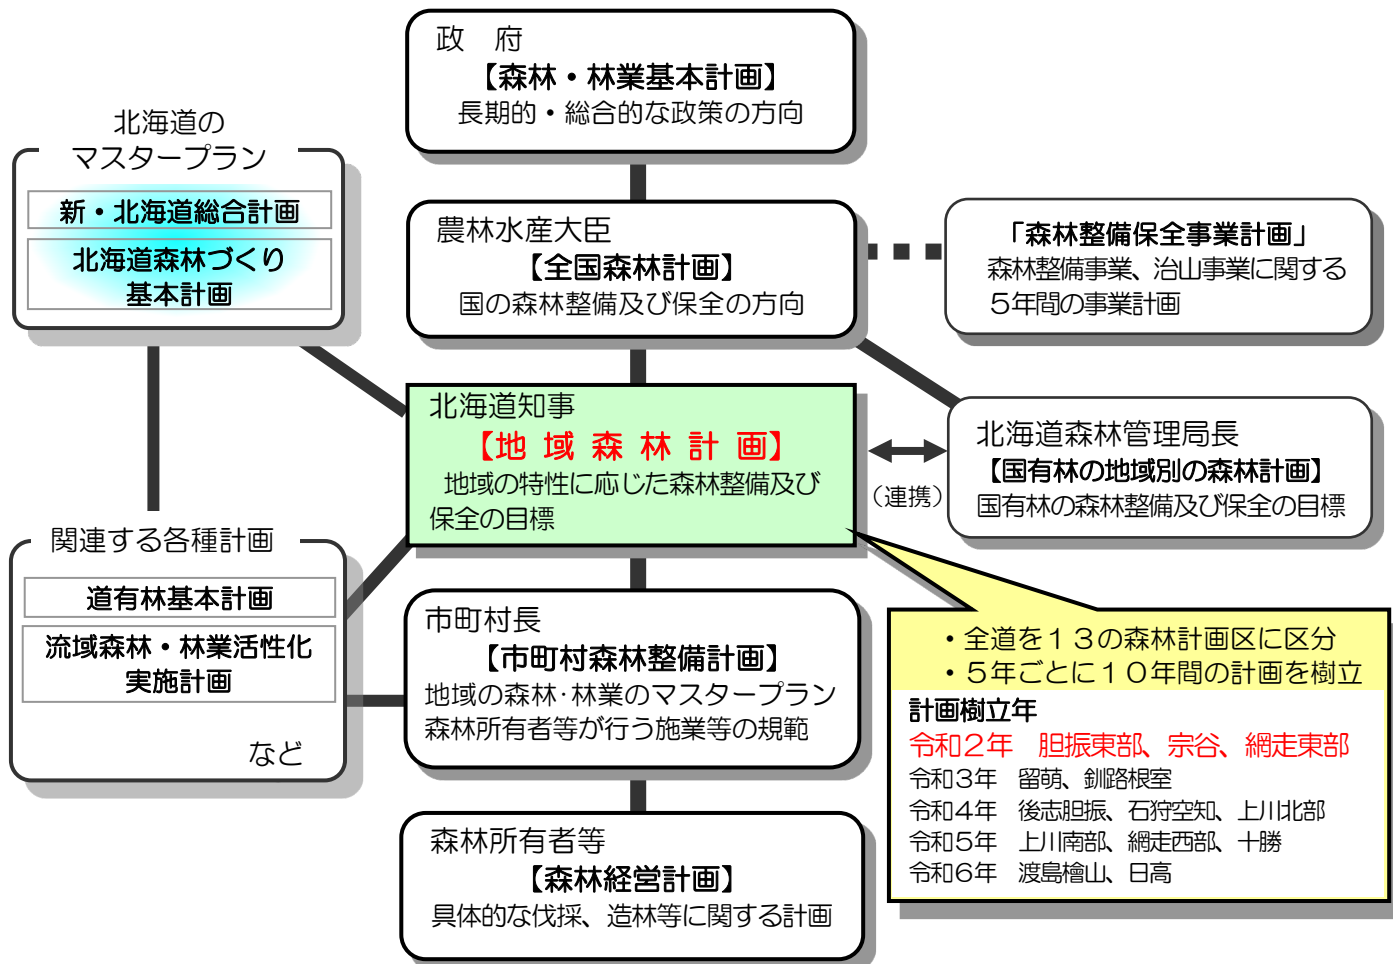 政　府
【森林・林業基本計画】
長期的・総合的な政策の方向
北海道の
マスタープラン
新・北海道総合計画
北海道森林づくり
基本計画
農林水産大臣
【全国森林計画】
国の森林整備及び保全の方向
「森林整備保全事業計画」
森林整備事業、治山事業に関する
５年間の事業計画
北海道知事
【地 域 森 林 計 画】
地域の特性に応じた森林整備及び
保全の目標
（連携）
北海道森林管理局長
【国有林の地域別の森林計画】
国有林の森林整備及び保全の目標
関連する各種計画
道有林基本計画
流域森林・林業活性化
実施計画
など
市町村長
【市町村森林整備計画】
地域の森林･林業のマスタープラン
森林所有者等が行う施業等の規範
・全道を１３の森林計画区に区分
・５年ごとに１０年間の計画を樹立
計画樹立年
令和２年　胆振東部、宗谷、網走東部
令和３年　留萌、釧路根室
令和４年　後志胆振、石狩空知、上川北部
令和５年　上川南部、網走西部、十勝
令和６年　渡島檜山、日高
森林所有者等
【森林経営計画】
具体的な伐採、造林等に関する計画